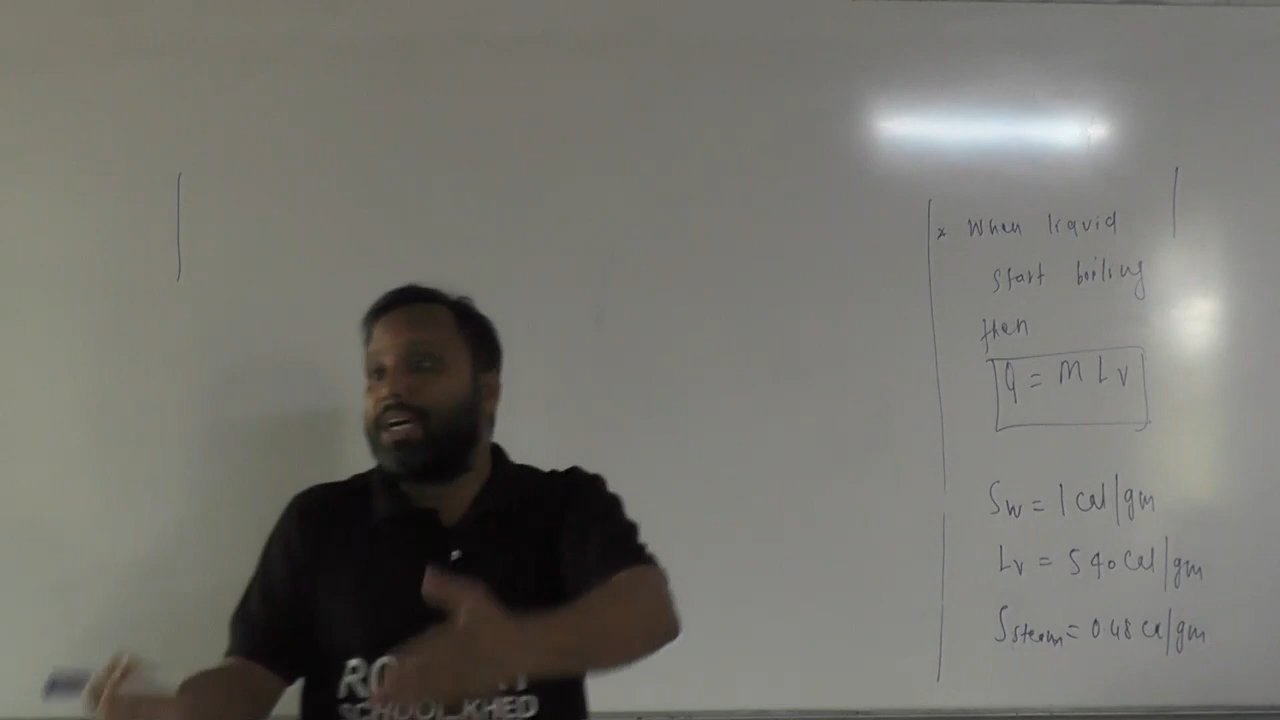 * When liquid
start boiling
then
Q = m Lv
Sw = 1 cal/gm
Lv = 540 cal/gm
Ssteam = 0.48 ca/gm
SCHOOL KHED